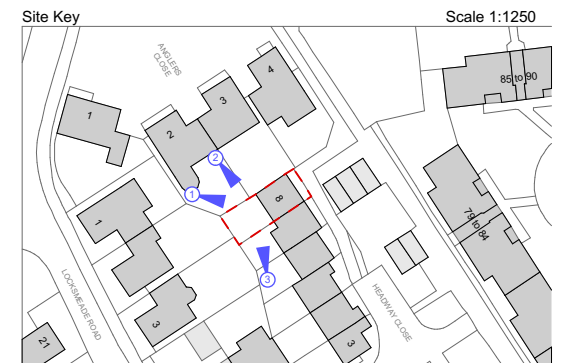 Site Key
Scale 1:1250
ANGLERS
CLOSE
4
85 to 90
3
1
2
2
1
8
1
79 to 84
3
LOCKSMEADE ROAD
HEADWAY CLOSE
3
3
21